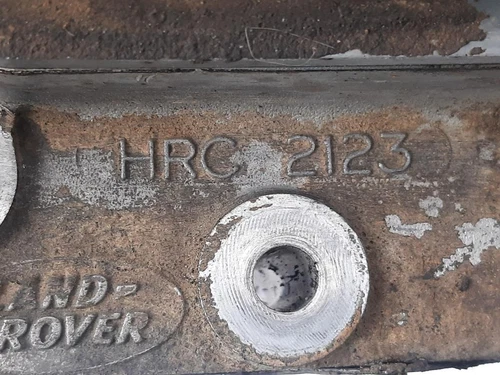 HRC 2123
LAND-
ROVER